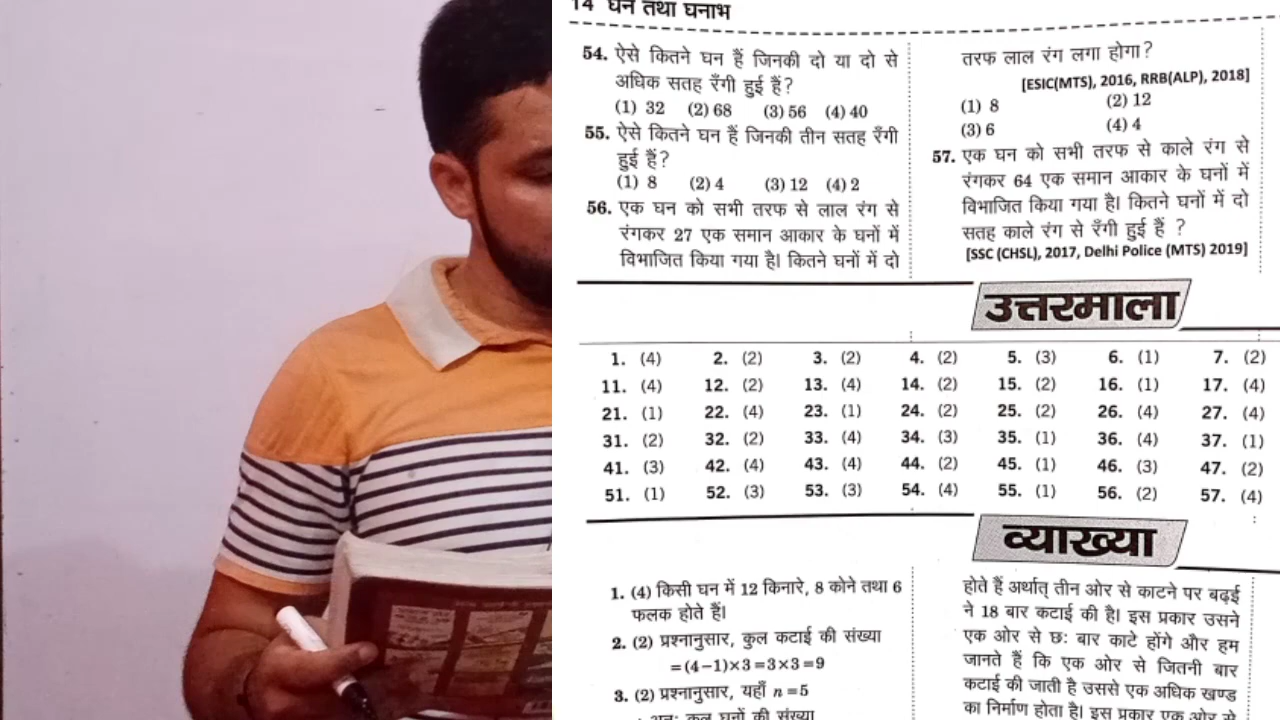 14 घन तथा घनाभ
54. ऐसे कितने घन हैं जिनकी दो या दो से
अधिक सतह रँगी हुई हैं?
(1) 32 (2) 68 (3) 56 (4) 40
55. ऐसे कितने घन हैं जिनकी तीन सतह रँगी
हुई हैं?
(1) 8 (2) 4 (3) 12 (4) 2
56. एक घन को सभी तरफ से लाल रंग से
रंगकर 27 एक समान आकार के घनों में
विभाजित किया गया है। कितने घनों में दो
तरफ लाल रंग लगा होगा?
[ESIC(MTS), 2016, RRB(ALP), 2018]
(1) 8 (2) 12
(3) 6 (4) 4
57. एक घन को सभी तरफ से काले रंग से
रंगकर 64 एक समान आकार के घनों में
विभाजित किया गया है। कितने घनों में दो
सतह काले रंग से रँगी हुई हैं ?
[SSC (CHSL), 2017, Delhi Police (MTS) 2019]
उत्तरमाला
1. (4) 2. (2) 3. (2) 4. (2) 5. (3) 6. (1) 7. (2)
11. (4) 12. (2) 13. (4) 14. (2) 15. (2) 16. (1) 17. (4)
21. (1) 22. (4) 23. (1) 24. (2) 25. (2) 26. (4) 27. (4)
31. (2) 32. (2) 33. (4) 34. (3) 35. (1) 36. (4) 37. (1)
41. (3) 42. (4) 43. (4) 44. (2) 45. (1) 46. (3) 47. (2)
51. (1) 52. (3) 53. (3) 54. (4) 55. (1) 56. (2) 57. (4)
व्याख्या
1. (4) किसी घन में 12 किनारे, 8 कोने तथा 6
फलक होते हैं।
2. (2) प्रश्नानुसार, कुल कटाई की संख्या
=(4−1)×3=3×3=9
3. (2) प्रश्नानुसार, यहाँ n=5
∴ अतः कुल घनों की संख्या
होते हैं अर्थात् तीन ओर से काटने पर बढ़ई
ने 18 बार कटाई की है। इस प्रकार उसने
एक ओर से छः बार काटे होंगे और हम
जानते हैं कि एक ओर से जितनी बार
कटाई की जाती है उससे एक अधिक खण्ड
का निर्माण होता है। इस प्रकार एक ओर से